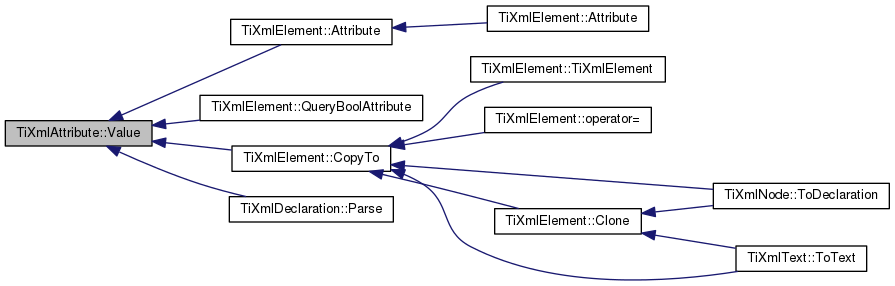 TiXmlElement::Attribute
TiXmlElement::Attribute
TiXmlElement::TiXmlElement
TiXmlElement::QueryBoolAttribute
TiXmlElement::operator=
TiXmlAttribute::Value
TiXmlElement::CopyTo
TiXmlNode::ToDeclaration
TiXmlDeclaration::Parse
TiXmlElement::Clone
TiXmlText::ToText